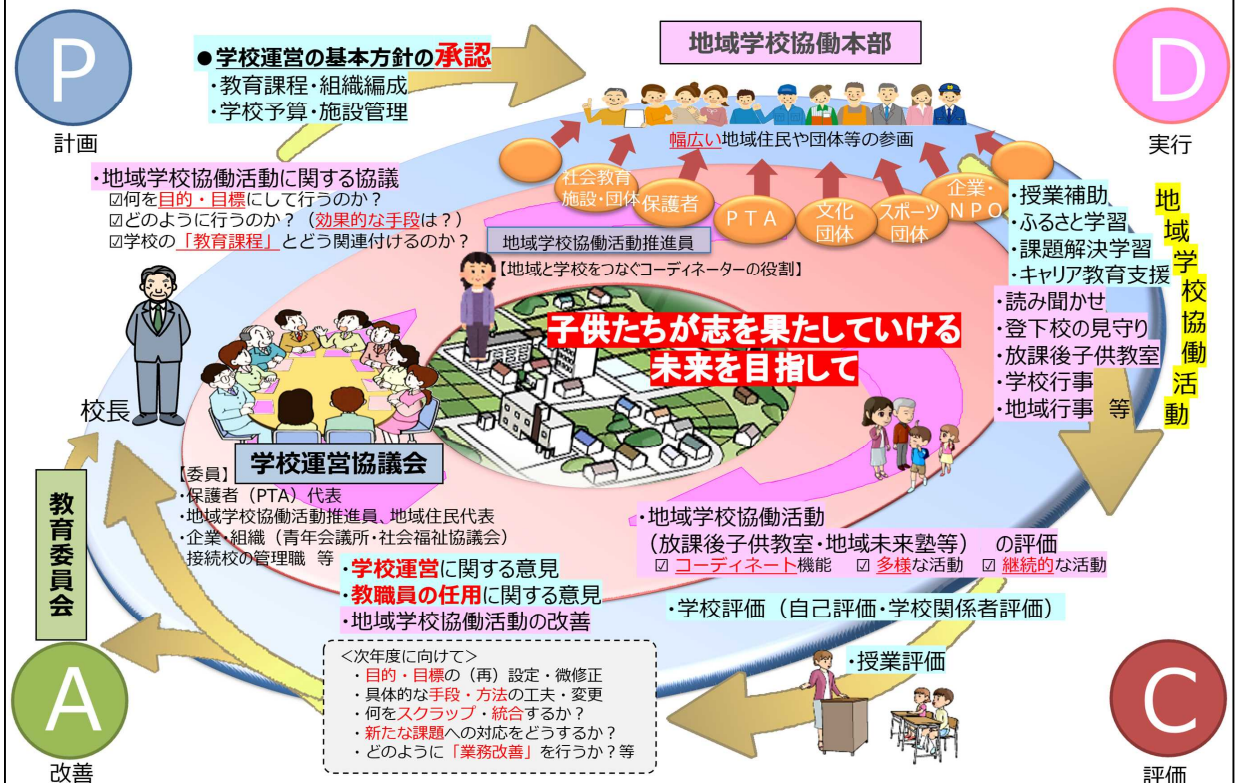 P
計画
●学校運営の基本方針の承認
・教育課程・組織編成
・学校予算・施設管理
・地域学校協働活動に関する協議
☑何を目的・目標にして行うのか？
☑どのように行うのか？（効果的な手段は？）
☑学校の「教育課程」とどう関連付けるのか？
地域学校協働本部
幅広い地域住民や団体等の参画
社会教育
施設・団体
保護者
ＰＴＡ
文化
団体
スポーツ
団体
企業・
ＮＰＯ
地域学校協働活動推進員
【地域と学校をつなぐコーディネーターの役割】
D
実行
地域学校協働活動
・授業補助
・ふるさと学習
・課題解決学習
・キャリア教育支援
・読み聞かせ
・登下校の見守り
・放課後子供教室
・学校行事
・地域行事 等
子供たちが志を果たしていける
未来を目指して
校長
学校運営協議会
【委員】
・保護者（PTA）代表
・地域学校協働活動推進員、地域住民代表
・企業・組織（青年会議所・社会福祉協議会）
接続校の管理職 等
教育委員会
・地域学校協働活動
（放課後子供教室・地域未来塾等） の評価
☑ コーディネート機能 ☑ 多様な活動 ☑ 継続的な活動
・学校評価（自己評価・学校関係者評価）
・授業評価
C
評価
・学校運営に関する意見
・教職員の任用に関する意見
・地域学校協働活動の改善
＜次年度に向けて＞
・目的・目標の（再）設定・微修正
・具体的な手段・方法の工夫・変更
・何をスクラップ・統合するか？
・新たな課題への対応をどうするか？
・どのように「業務改善」を行うか？等
A
改善